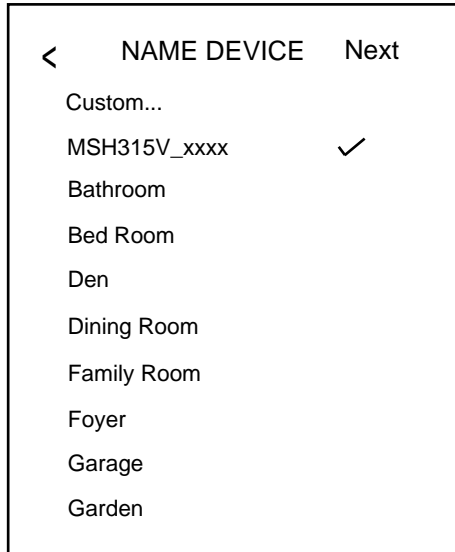 < NAME DEVICE Next
Custom...
MSH315V_xxxx
Bathroom
Bed Room
Den
Dining Room
Family Room
Foyer
Garage
Garden